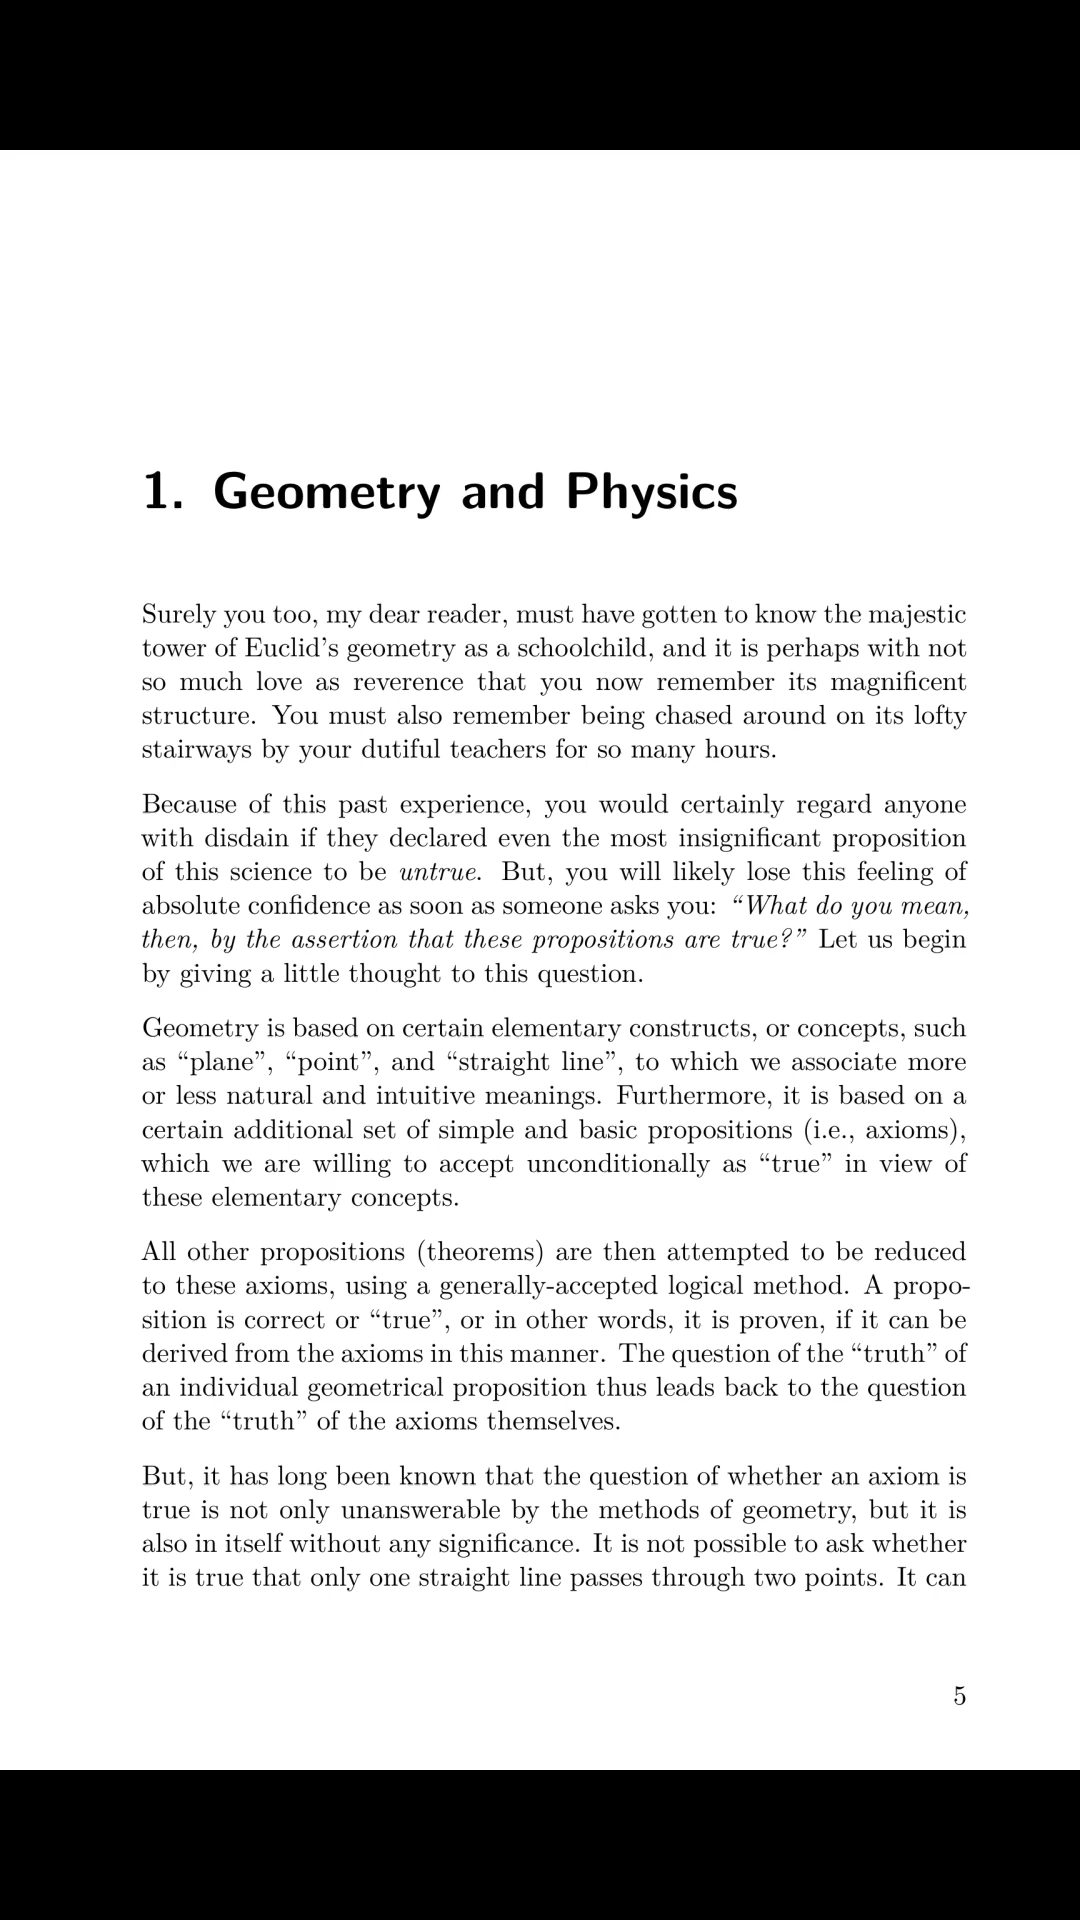 1. Geometry and Physics
Surely you too, my dear reader, must have gotten to know the majestic
tower of Euclid’s geometry as a schoolchild, and it is perhaps with not
so much love as reverence that you now remember its magnificent
structure. You must also remember being chased around on its lofty
stairways by your dutiful teachers for so many hours.
Because of this past experience, you would certainly regard anyone
with disdain if they declared even the most insignificant proposition
of this science to be untrue. But, you will likely lose this feeling of
absolute confidence as soon as someone asks you: “What do you mean,
then, by the assertion that these propositions are true?” Let us begin
by giving a little thought to this question.
Geometry is based on certain elementary constructs, or concepts, such
as “plane”, “point”, and “straight line”, to which we associate more
or less natural and intuitive meanings. Furthermore, it is based on a
certain additional set of simple and basic propositions (i.e., axioms),
which we are willing to accept unconditionally as “true” in view of
these elementary concepts.
All other propositions (theorems) are then attempted to be reduced
to these axioms, using a generally-accepted logical method. A propo-
sition is correct or “true”, or in other words, it is proven, if it can be
derived from the axioms in this manner. The question of the “truth” of
an individual geometrical proposition thus leads back to the question
of the “truth” of the axioms themselves.
But, it has long been known that the question of whether an axiom is
true is not only unanswerable by the methods of geometry, but it is
also in itself without any significance. It is not possible to ask whether
it is true that only one straight line passes through two points. It can
5